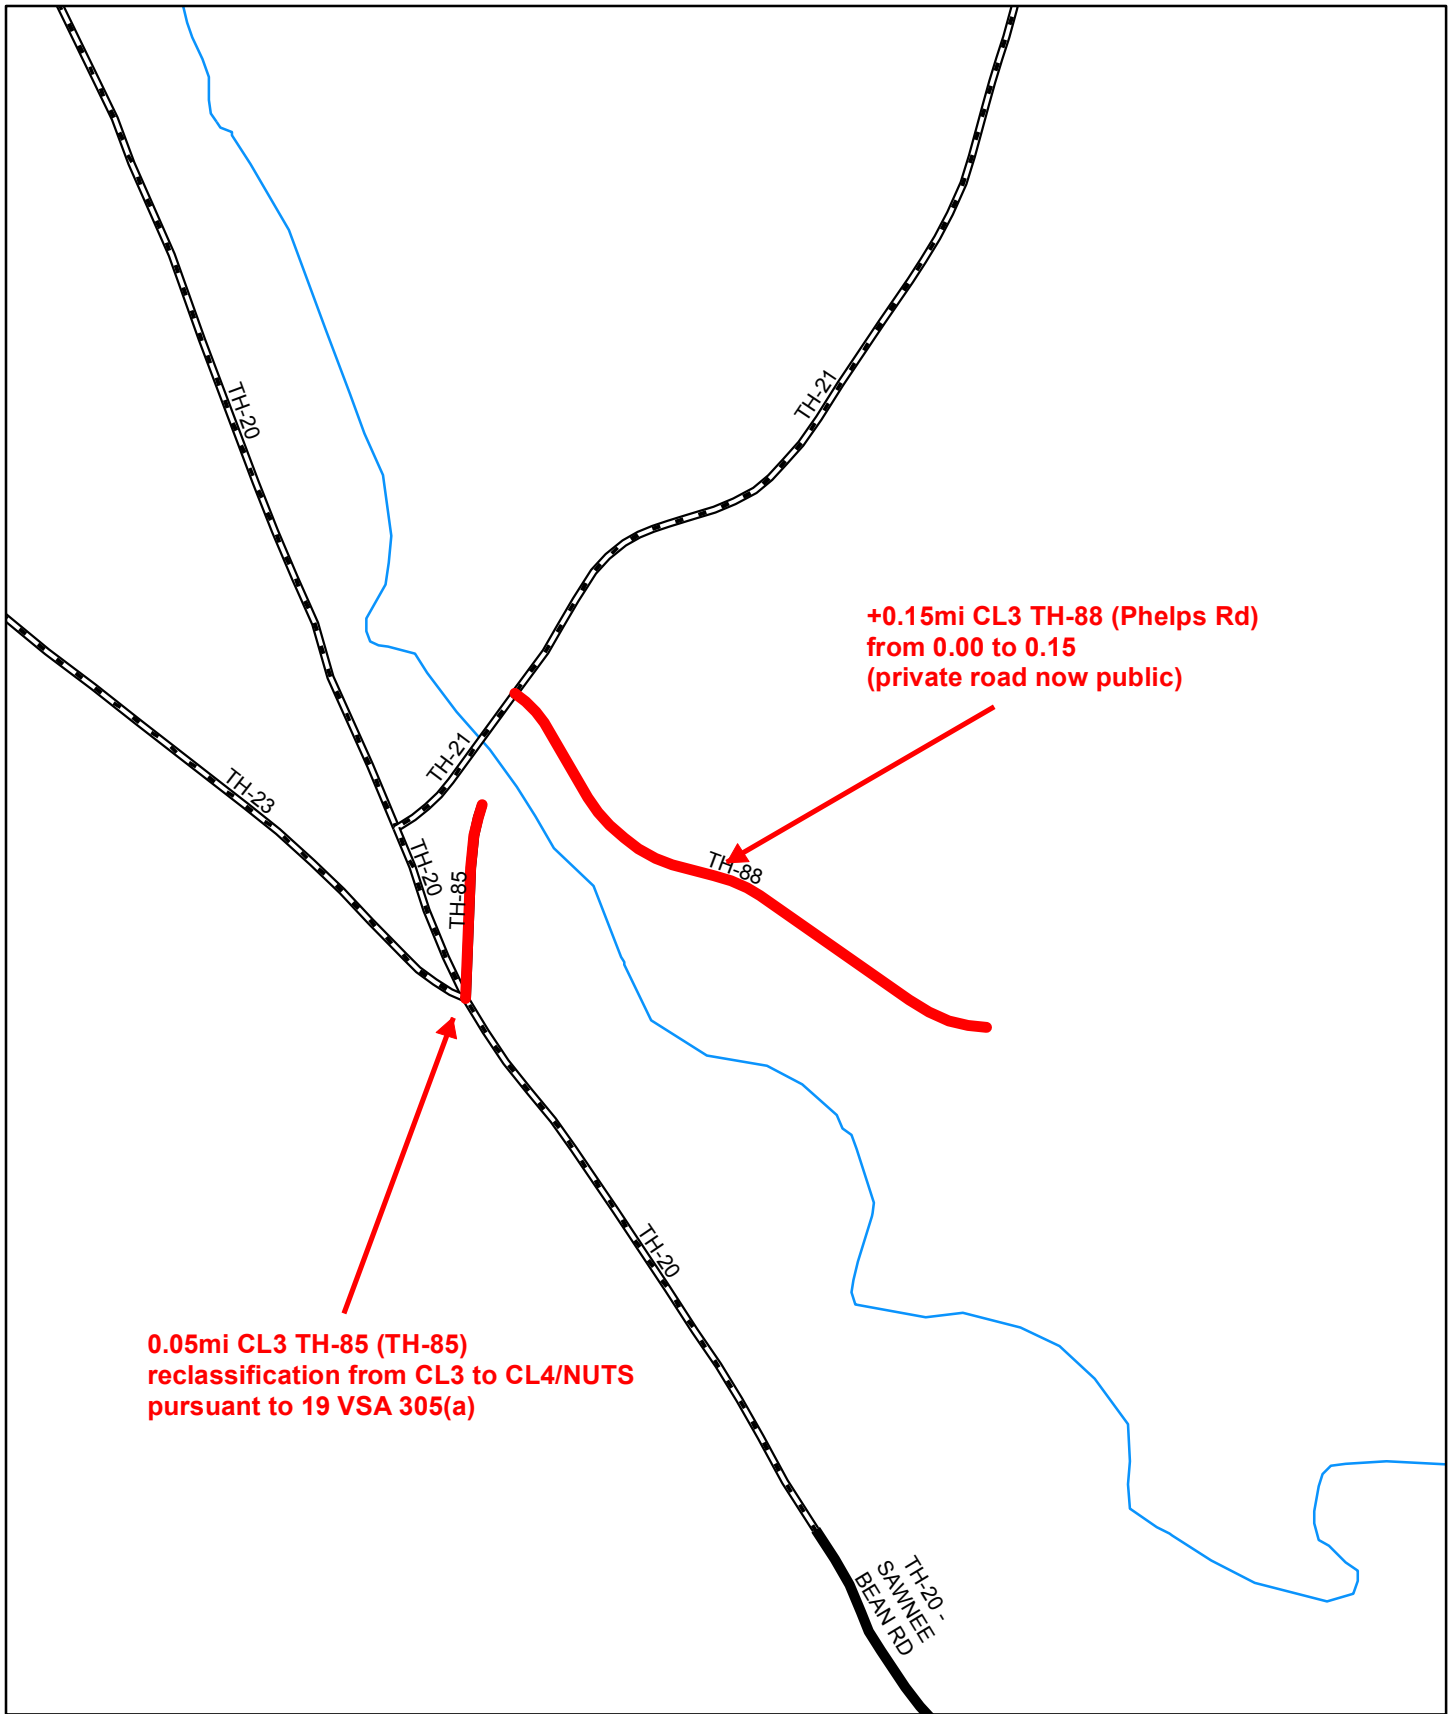 TH-20
TH-21
+0.15mi CL3 TH-88 (Phelps Rd)
from 0.00 to 0.15
(private road now public)
TH-21
TH-23
TH-20
TH-88
TH-85
TH-20
0.05mi CL3 TH-85 (TH-85)
reclassification from CL3 to CL4/NUTS
pursuant to 19 VSA 305(a)
TH-20 -
SAWNEE
BEAN RD